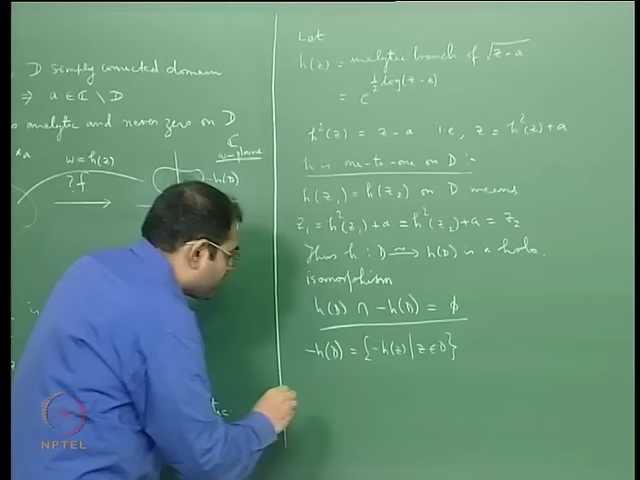 D simply connected domain
⇒ a ∈ ℂ \ D
analytic and never zero on D
w = h(z)
?f
ℂ
w-plane
-h(D)
Let
h(z) = analytic branch of √(z-a)
= e^{½ log(z-a)}
h²(z) = z-a i.e., z = h²(z)+a
h is one-to-one on D :-
h(z₁) = h(z₂) on D means
z₁ = h²(z₁)+a = h²(z₂)+a = z₂
Thus h : D ⥲ h(D) is a holo.
isomorphism
h(D) ∩ -h(D) = ϕ
-h(D) = {-h(z) | z ∈ D}
NPTEL